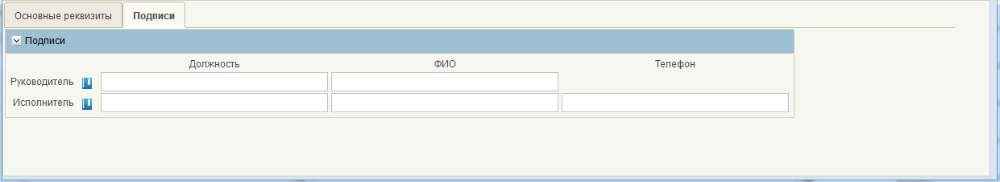 Основные реквизиты Подписи
Подписи
Должность ФИО Телефон
Руководитель
Исполнитель